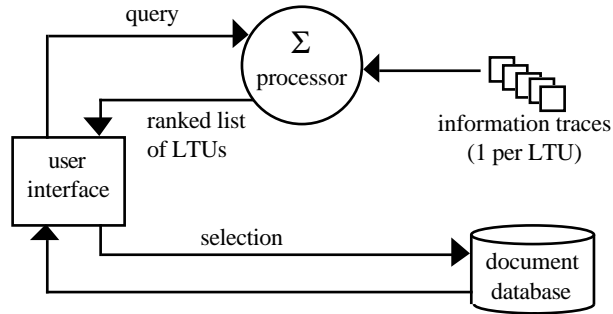 query
Σ
processor
ranked list
of LTUs
information traces
(1 per LTU)
user
interface
selection
document
database